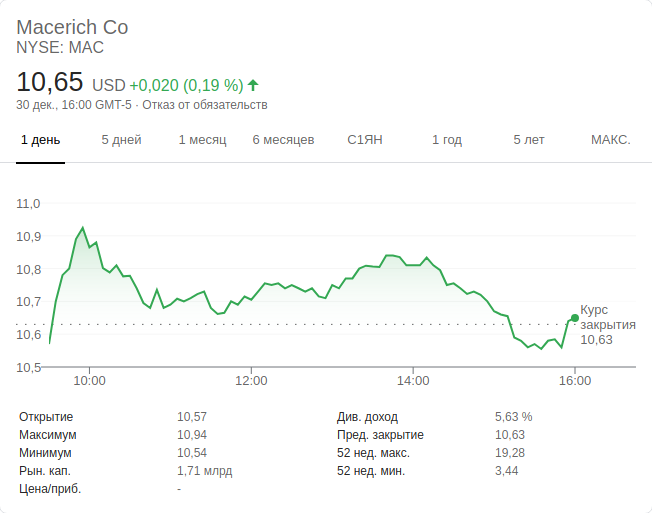 Macerich Co
NYSE: MAC
10,65 USD +0,020 (0,19 %)
30 дек., 16:00 GMT-5 · Отказ от обязательств
1 день 5 дней 1 месяц 6 месяцев С1ЯН 1 год 5 лет МАКС.
11,0
10,9
10,8
10,7
10,6
10,5
Курс
закрытия
10,63
10:00 12:00 14:00 16:00
Открытие 10,57 Див. доход 5,63 %
Максимум 10,94 Пред. закрытие 10,63
Минимум 10,54 52 нед. макс. 19,28
Рын. кап. 1,71 млрд 52 нед. мин. 3,44
Цена/приб. -